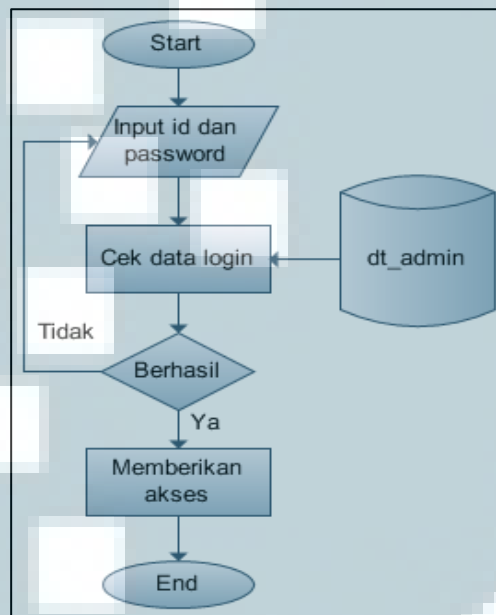 Start
Input id dan
password
Cek data login
dt_admin
Tidak
Berhasil
Ya
Memberikan
akses
End